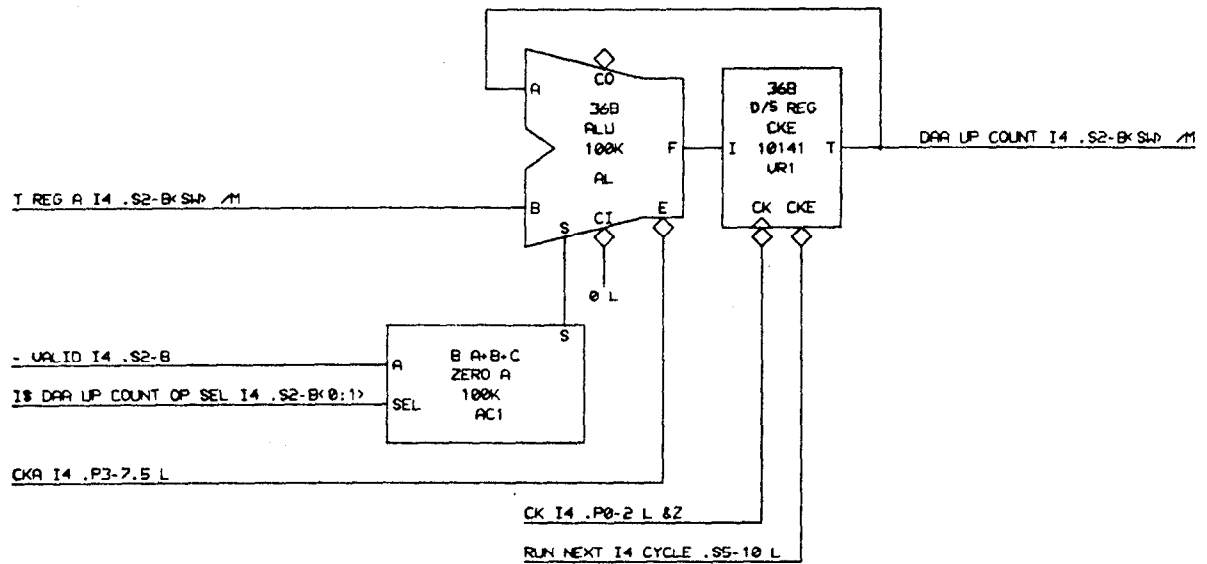 CO
A
36B
ALU
100K
AL
F
B
CI
E
S
0 L
36B
D/S REG
CKE
10141
VR1
I
T
CK CKE
DAA UP COUNT I4 .S2-B<SW> /M
T REG A I4 .S2-B<SW> /M
S
B A+B+C
ZERO A
100K
AC1
A
SEL
- VALID I4 .S2-B
I$ DAA UP COUNT OP SEL I4 .S2-B<0:1>
CKA I4 .P3-7.5 L
CK I4 .P0-2 L &Z
RUN NEXT I4 CYCLE .S5-10 L